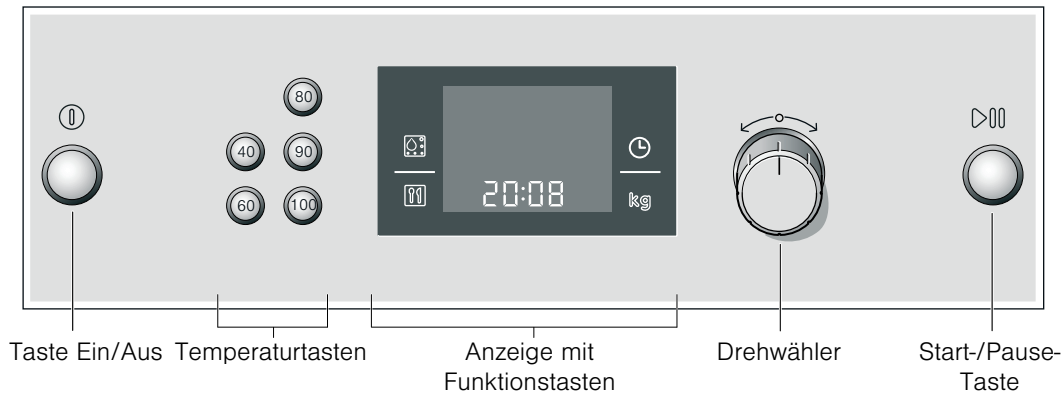 80
40 90
60 100
20:08
kg
Taste Ein/Aus
Temperaturtasten
Anzeige mit
Funktionstasten
Drehwähler
Start-/Pause-
Taste